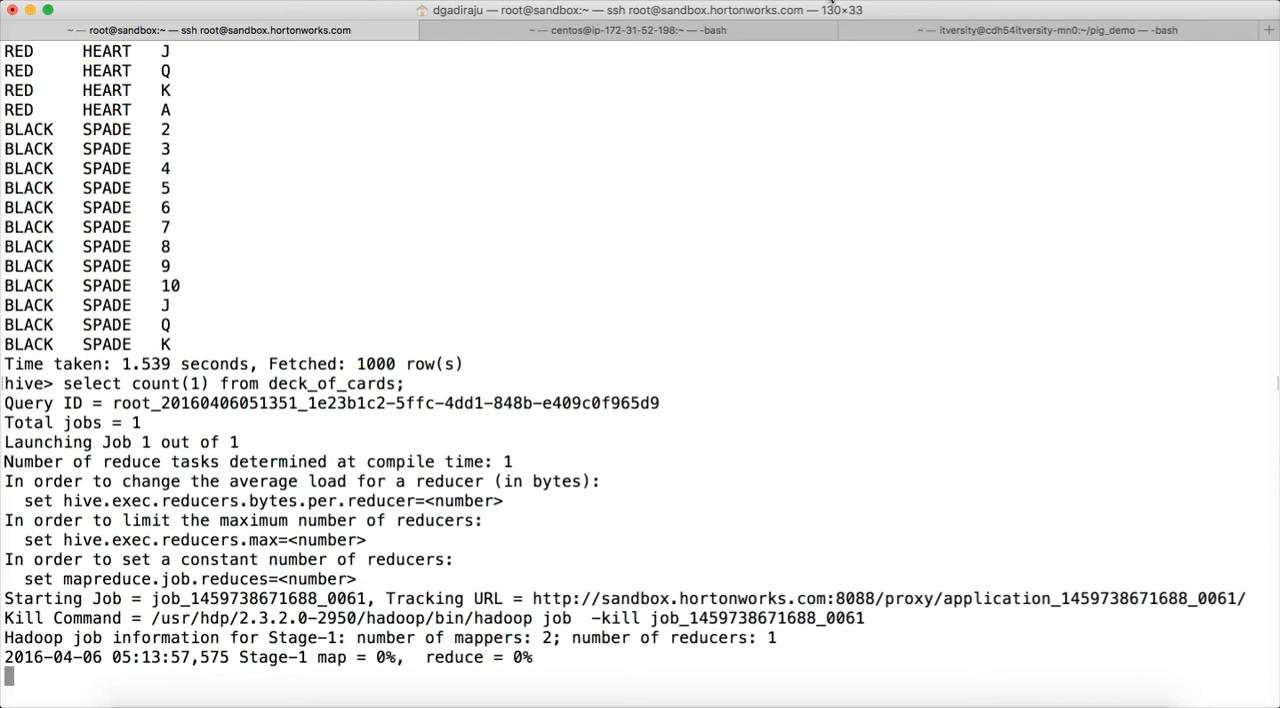 dgadiraju — root@sandbox:~ — ssh root@sandbox.hortonworks.com — 130×33
~ — root@sandbox:~ — ssh root@sandbox.hortonworks.com
~ — centos@ip-172-31-52-198:~ — -bash
~ — itversity@cdh54itversity-mn0:~/pig_demo — -bash
+
RED HEART J
RED HEART Q
RED HEART K
RED HEART A
BLACK SPADE 2
BLACK SPADE 3
BLACK SPADE 4
BLACK SPADE 5
BLACK SPADE 6
BLACK SPADE 7
BLACK SPADE 8
BLACK SPADE 9
BLACK SPADE 10
BLACK SPADE J
BLACK SPADE Q
BLACK SPADE K
Time taken: 1.539 seconds, Fetched: 1000 row(s)
hive> select count(1) from deck_of_cards;
Query ID = root_20160406051351_1e23b1c2-5ffc-4dd1-848b-e409c0f965d9
Total jobs = 1
Launching Job 1 out of 1
Number of reduce tasks determined at compile time: 1
In order to change the average load for a reducer (in bytes):
  set hive.exec.reducers.bytes.per.reducer=<number>
In order to limit the maximum number of reducers:
  set hive.exec.reducers.max=<number>
In order to set a constant number of reducers:
  set mapreduce.job.reduces=<number>
Starting Job = job_1459738671688_0061, Tracking URL = http://sandbox.hortonworks.com:8088/proxy/application_1459738671688_0061/
Kill Command = /usr/hdp/2.3.2.0-2950/hadoop/bin/hadoop job  -kill job_1459738671688_0061
Hadoop job information for Stage-1: number of mappers: 2; number of reducers: 1
2016-04-06 05:13:57,575 Stage-1 map = 0%,  reduce = 0%